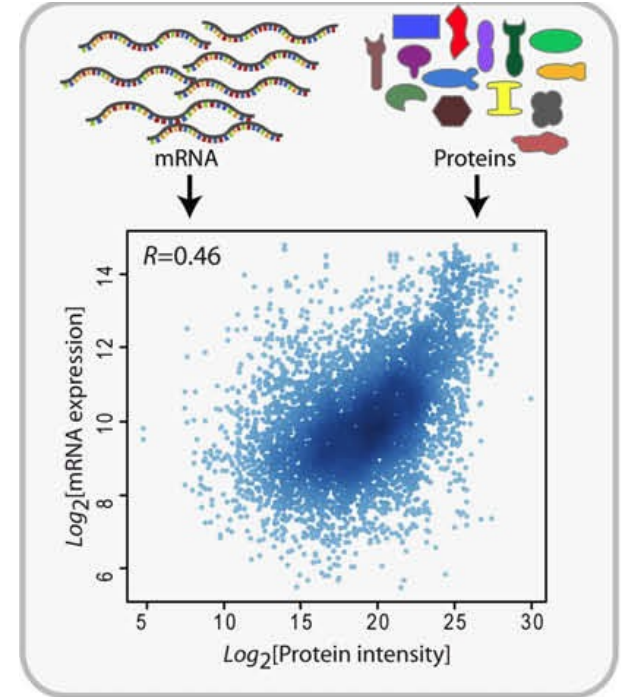 mRNA
Proteins
R=0.46
Log2[mRNA expression]
14
12
10
8
6
5 10 15 20 25 30
Log2[Protein intensity]